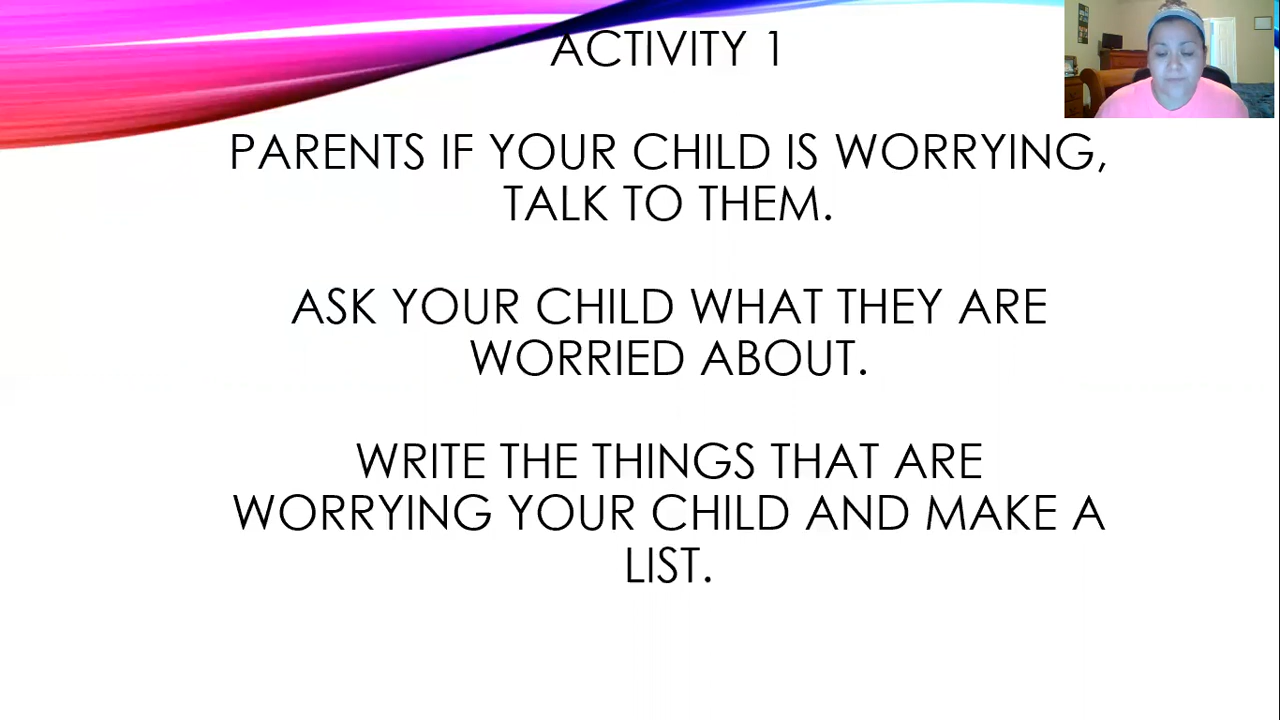 ACTIVITY 1
PARENTS IF YOUR CHILD IS WORRYING,
TALK TO THEM.
ASK YOUR CHILD WHAT THEY ARE
WORRIED ABOUT.
WRITE THE THINGS THAT ARE
WORRYING YOUR CHILD AND MAKE A
LIST.